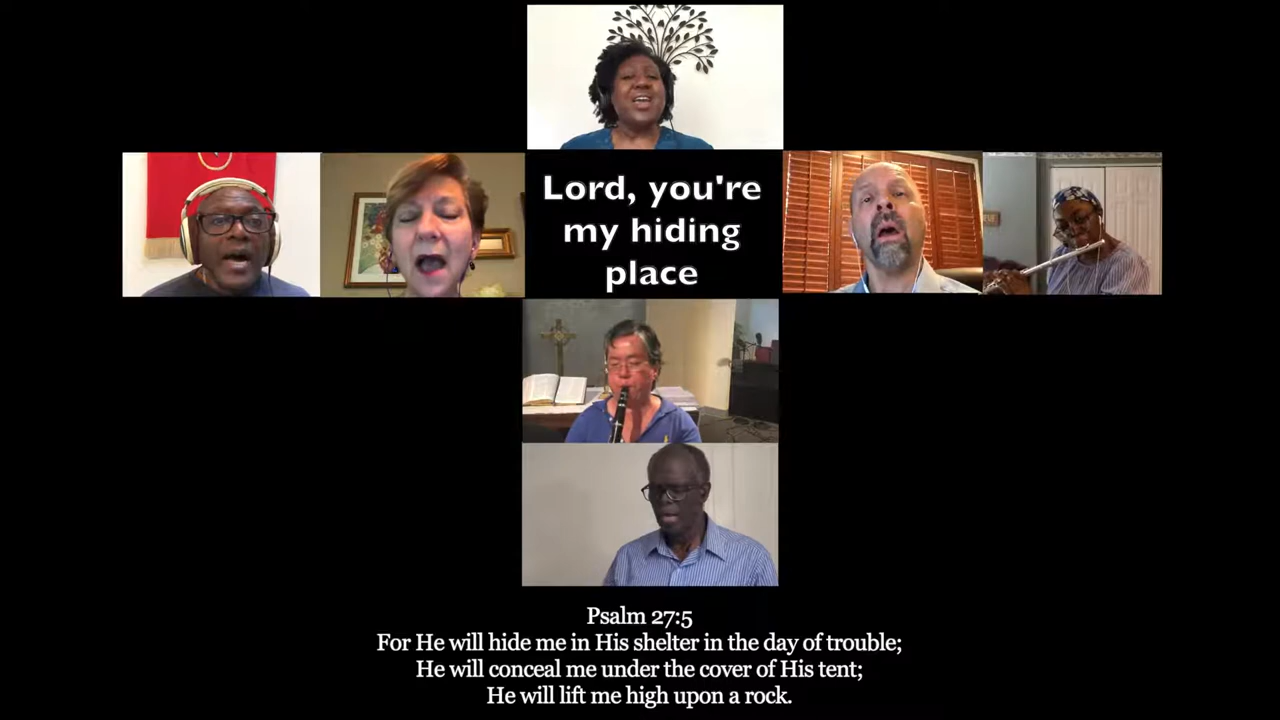 Lord, you're
my hiding
place
Psalm 27:5
For He will hide me in His shelter in the day of trouble;
He will conceal me under the cover of His tent;
He will lift me high upon a rock.